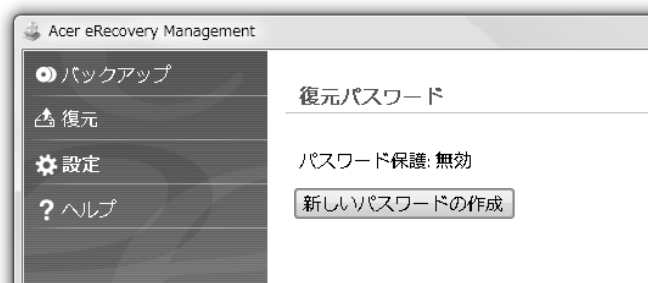 Acer eRecovery Management
バックアップ
復元
設定
? ヘルプ
復元パスワード
パスワード保護: 無効
新しいパスワードの作成